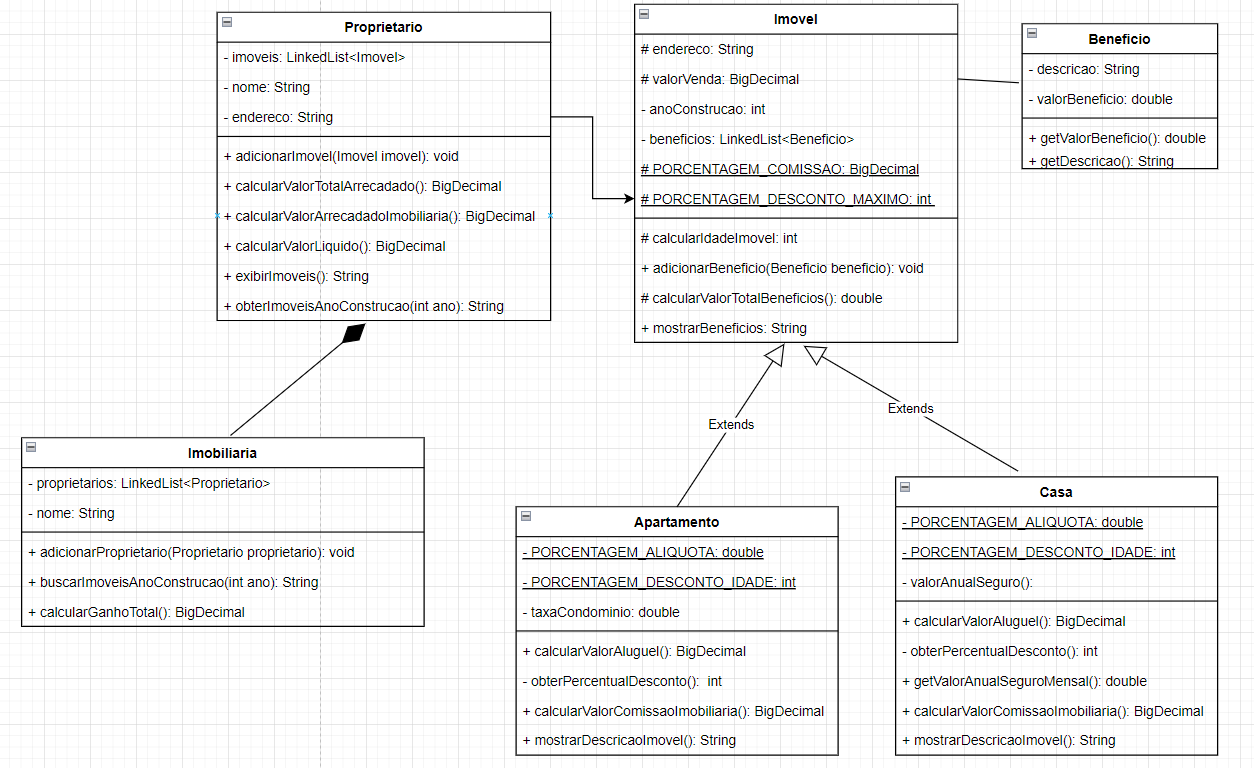 Proprietario
- imoveis: LinkedList<Imovel>
- nome: String
- endereco: String
+ adicionarImovel(Imovel imovel): void
+ calcularValorTotalArrecadado(): BigDecimal
+ calcularValorArrecadadoImobiliaria(): BigDecimal
+ calcularValorLiquido(): BigDecimal
+ exibirImoveis(): String
+ obterImoveisAnoConstrucao(int ano): String
Imovel
# endereco: String
# valorVenda: BigDecimal
- anoConstrucao: int
- beneficios: LinkedList<Beneficio>
# PORCENTAGEM_COMISSAO: BigDecimal
# PORCENTAGEM_DESCONTO_MAXIMO: int
# calcularIdadeImovel: int
+ adicionarBeneficio(Beneficio beneficio): void
# calcularValorTotalBeneficios(): double
+ mostrarBeneficios: String
Beneficio
- descricao: String
- valorBeneficio: double
+ getValorBeneficio(): double
+ getDescricao(): String
Extends
Extends
Imobiliaria
- proprietarios: LinkedList<Proprietario>
- nome: String
+ adicionarProprietario(Proprietario proprietario): void
+ buscarImoveisAnoConstrucao(int ano): String
+ calcularGanhoTotal(): BigDecimal
Apartamento
- PORCENTAGEM_ALIQUOTA: double
- PORCENTAGEM_DESCONTO_IDADE: int
- taxaCondominio: double
+ calcularValorAluguel(): BigDecimal
- obterPercentualDesconto(): int
+ calcularValorComissaoImobiliaria(): BigDecimal
+ mostrarDescricaoImovel(): String
Casa
- PORCENTAGEM_ALIQUOTA: double
- PORCENTAGEM_DESCONTO_IDADE: int
- valorAnualSeguro():
+ calcularValorAluguel(): BigDecimal
- obterPercentualDesconto(): int
+ getValorAnualSeguroMensal(): double
+ calcularValorComissaoImobiliaria(): BigDecimal
+ mostrarDescricaoImovel(): String